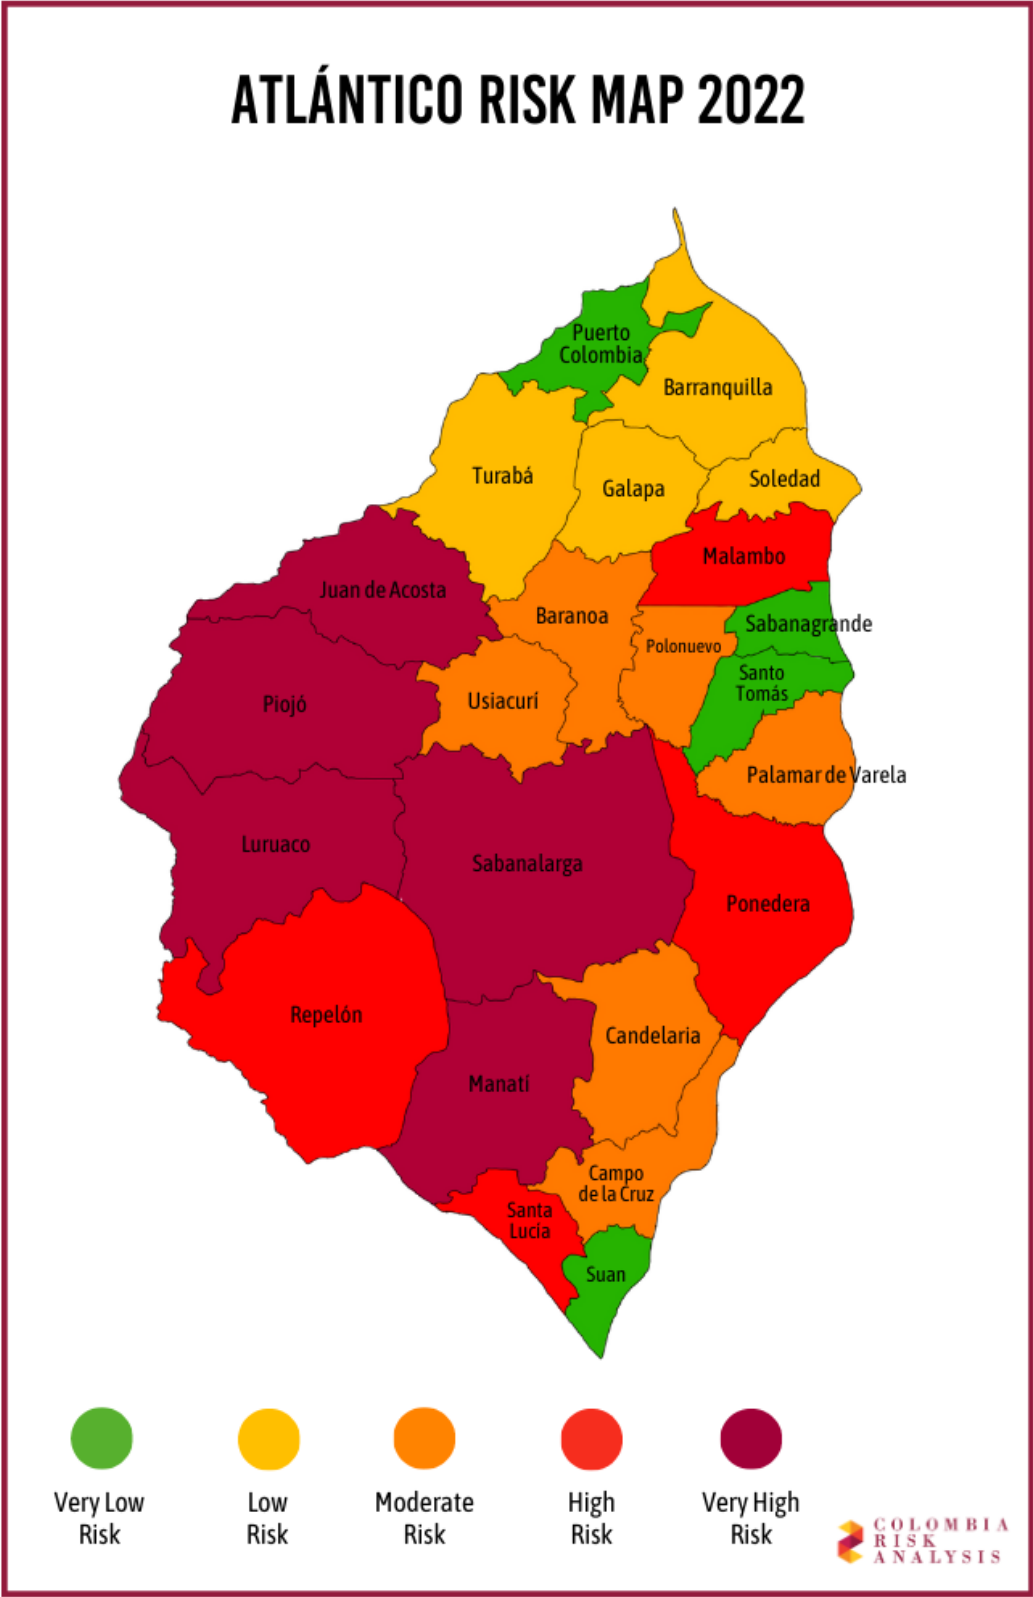 ATLÁNTICO RISK MAP 2022
Puerto
Colombia
Barranquilla
Turabá
Galapa
Soledad
Malambo
Juan de Acosta
Baranoa
Sabanagrande
Polonuevo
Santo
Tomás
Piojó
Usiacurí
Palamar de Varela
Luruaco
Sabanalarga
Ponedera
Repelón
Candelaria
Manatí
Campo
de la Cruz
Santa
Lucía
Suan
Very Low
Risk
Low
Risk
Moderate
Risk
High
Risk
Very High
Risk
COLOMBIA
RISK
ANALYSIS